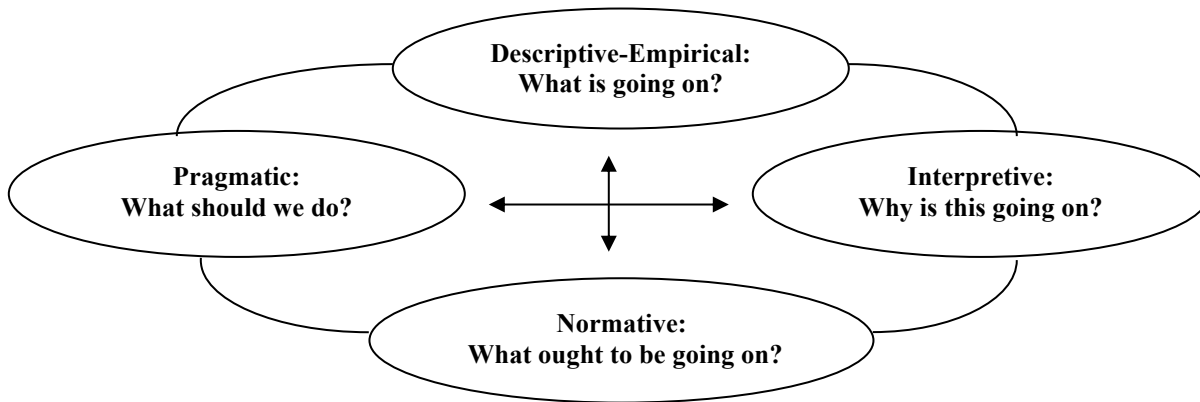 Descriptive-Empirical:
What is going on?
Pragmatic:
What should we do?
Interpretive:
Why is this going on?
Normative:
What ought to be going on?